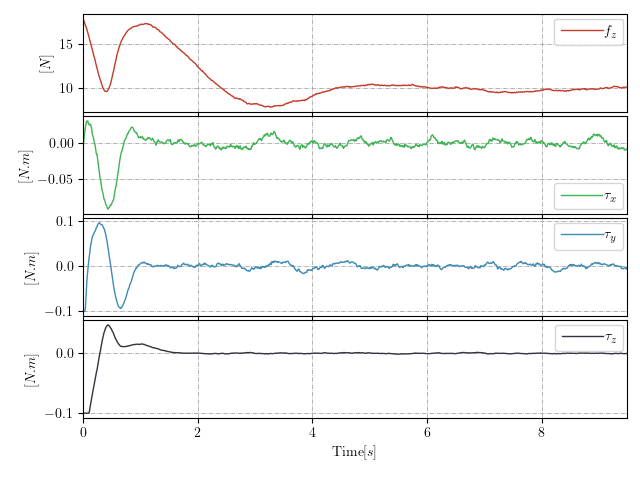 15
10
[N]
f_z
0.00
−0.05
[N.m]
τ_x
0.1
0.0
−0.1
[N.m]
τ_y
0.0
−0.1
[N.m]
τ_z
0 2 4 6 8
Time[s]